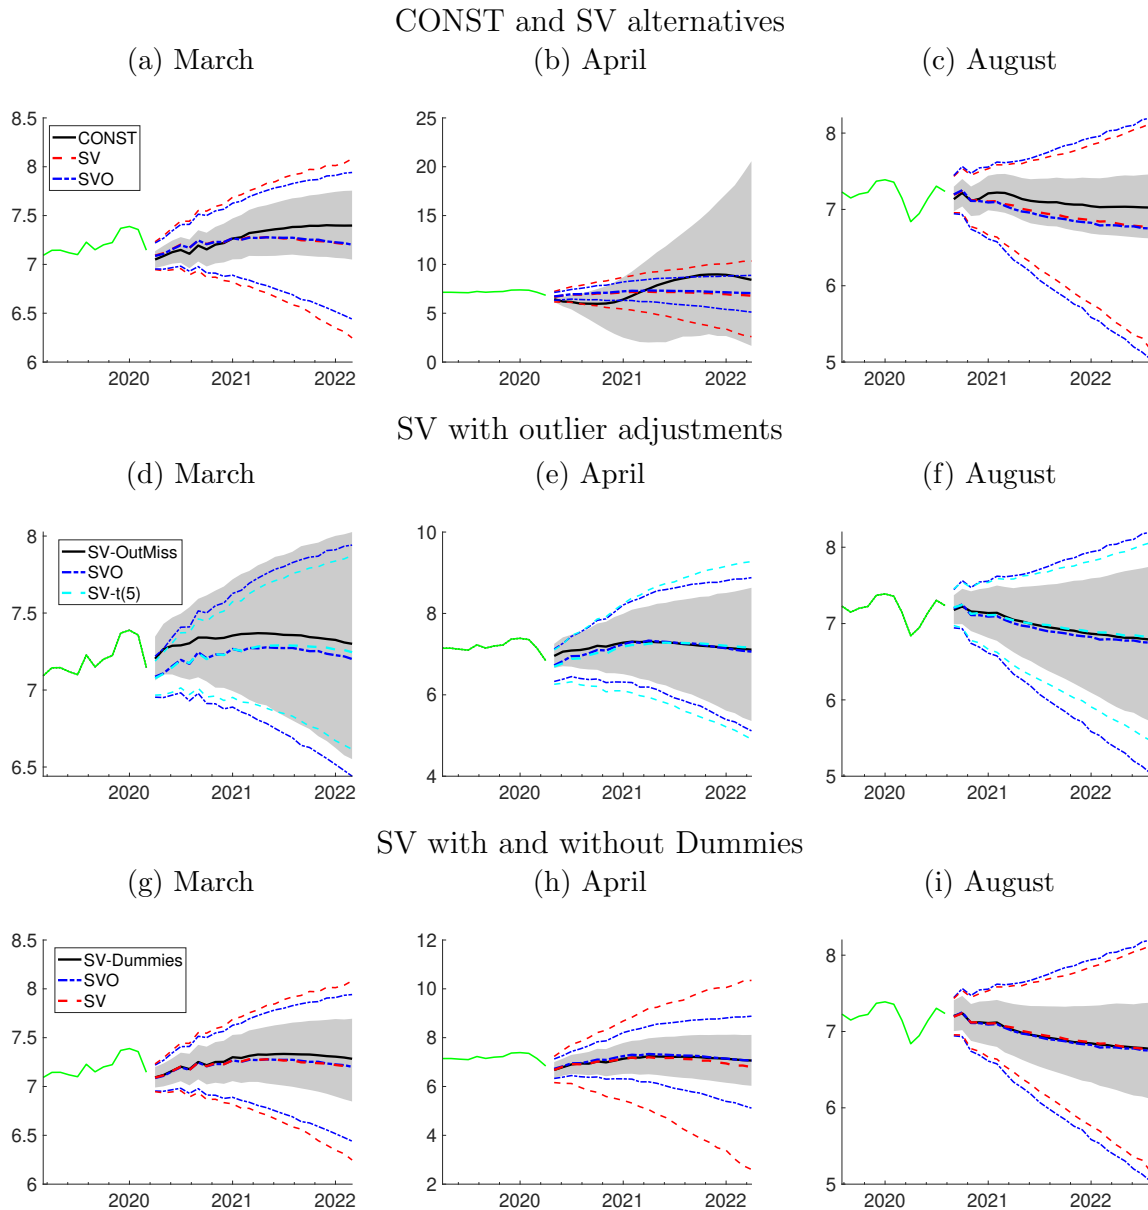 CONST and SV alternatives
(a) March (b) April (c) August
8.5
8
7.5
7
6.5
6
CONST
SV
SVO
2020 2021 2022
25
20
15
10
5
0
2020 2021 2022
8
7
6
5
2020 2021 2022
SV with outlier adjustments
(d) March (e) April (f) August
8
7.5
7
6.5
SV-OutMiss
SVO
SV-t(5)
2020 2021 2022
10
8
6
4
2020 2021 2022
8
7
6
5
2020 2021 2022
SV with and without Dummies
(g) March (h) April (i) August
8.5
8
7.5
7
6.5
6
SV-Dummies
SVO
SV
2020 2021 2022
12
10
8
6
4
2
2020 2021 2022
8
7
6
5
2020 2021 2022